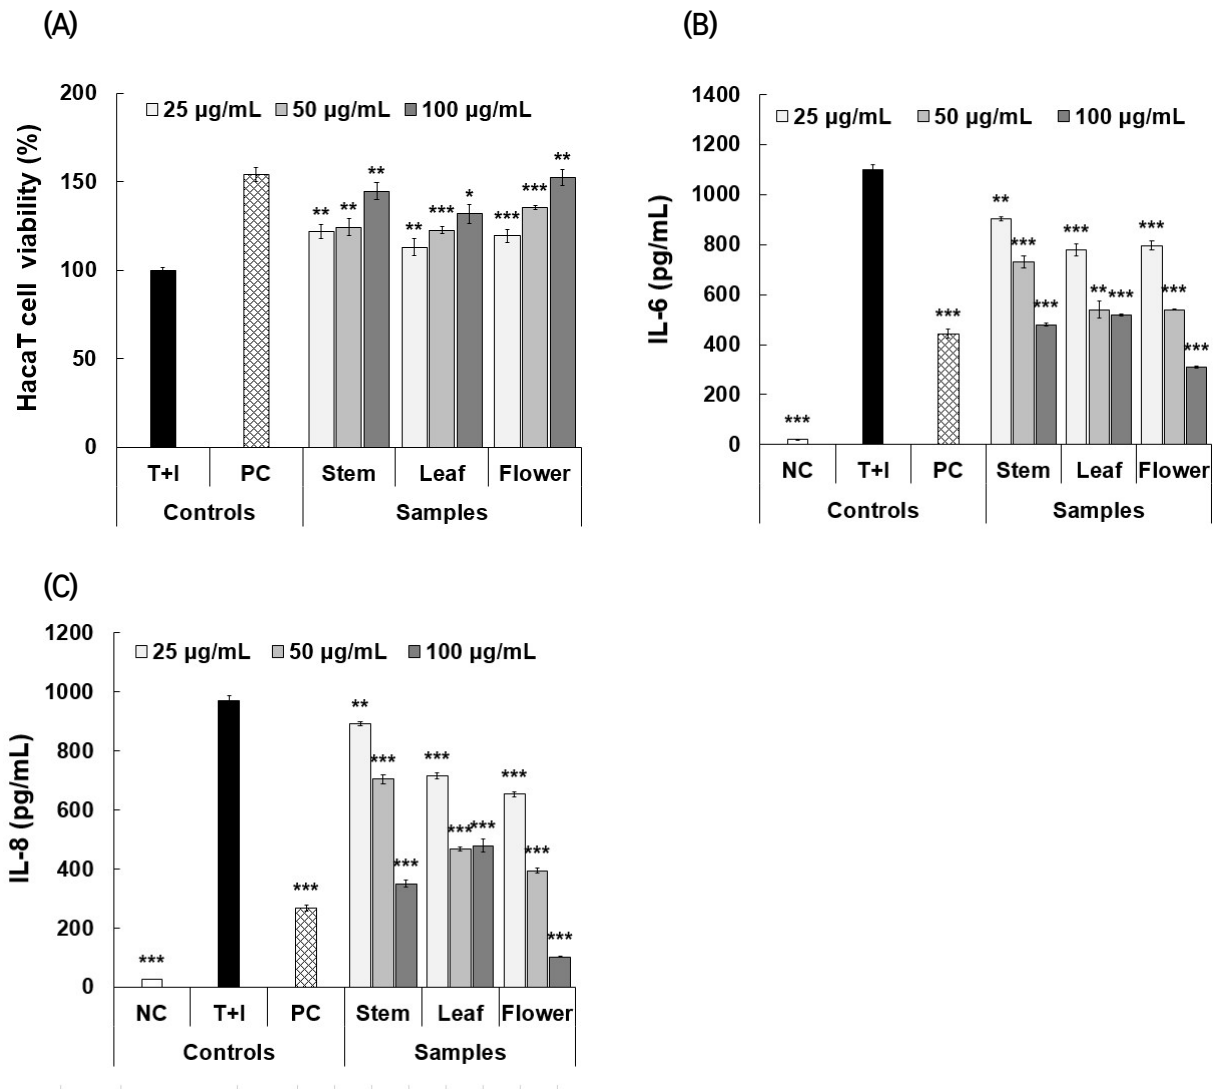 (A)
200
25 µg/mL 50 µg/mL 100 µg/mL
150
100
50
0
HacaT cell viability (%)
** ** ** ** *** * *** *** **
T+I PC Stem Leaf Flower
Controls Samples
(B)
1400
25 µg/mL 50 µg/mL 100 µg/mL
1200
1000
800
600
400
200
0
IL-6 (pg/mL)
*** *** ** *** *** *** ** *** *** *** ***
NC T+I PC Stem Leaf Flower
Controls Samples
(C)
1200
25 µg/mL 50 µg/mL 100 µg/mL
1000
800
600
400
200
0
IL-8 (pg/mL)
*** *** ** *** *** *** *** *** *** *** ***
NC T+I PC Stem Leaf Flower
Controls Samples